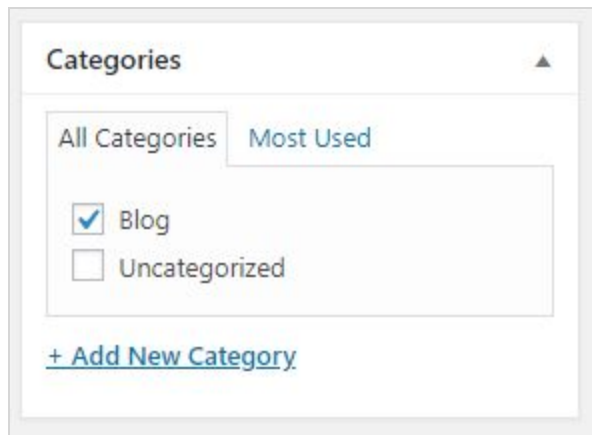 Categories
All Categories Most Used
Blog
Uncategorized
+ Add New Category